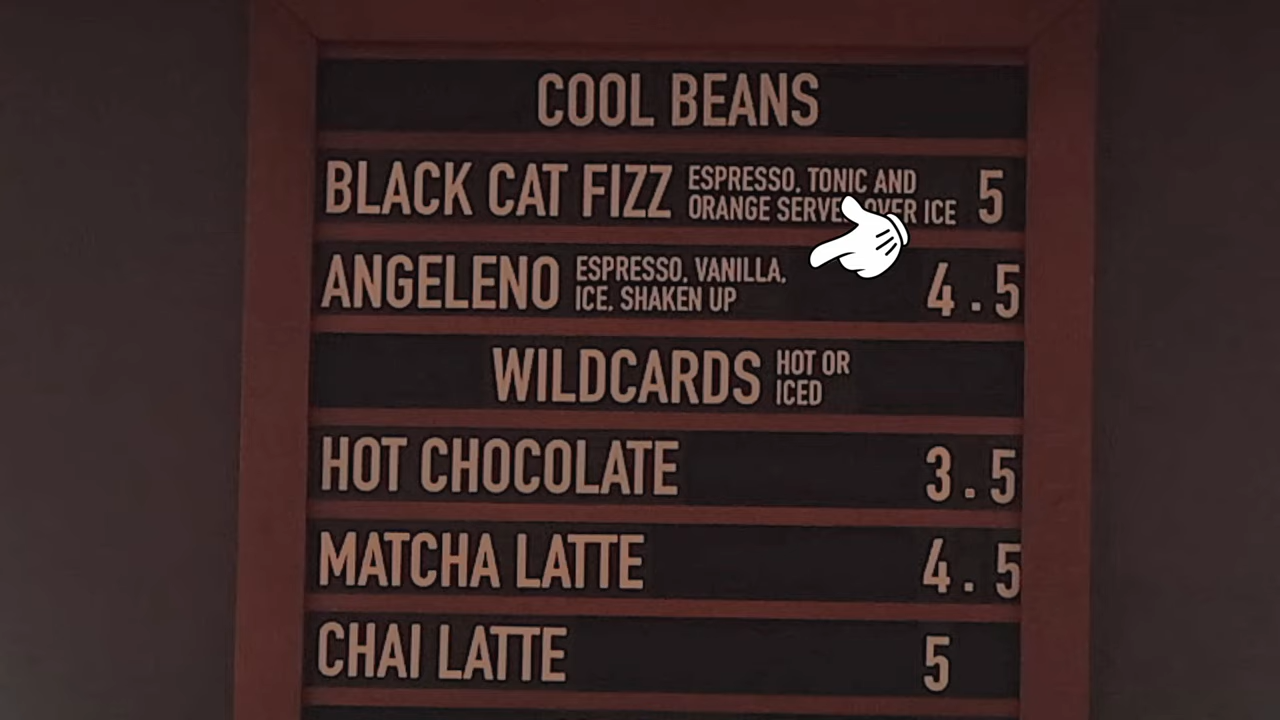 COOL BEANS
BLACK CAT FIZZ ESPRESSO, TONIC AND
ORANGE SERVED OVER ICE 5
ANGELENO ESPRESSO, VANILLA,
ICE, SHAKEN UP 4.5
WILDCARDS HOT OR
ICED
HOT CHOCOLATE 3.5
MATCHA LATTE 4.5
CHAI LATTE 5